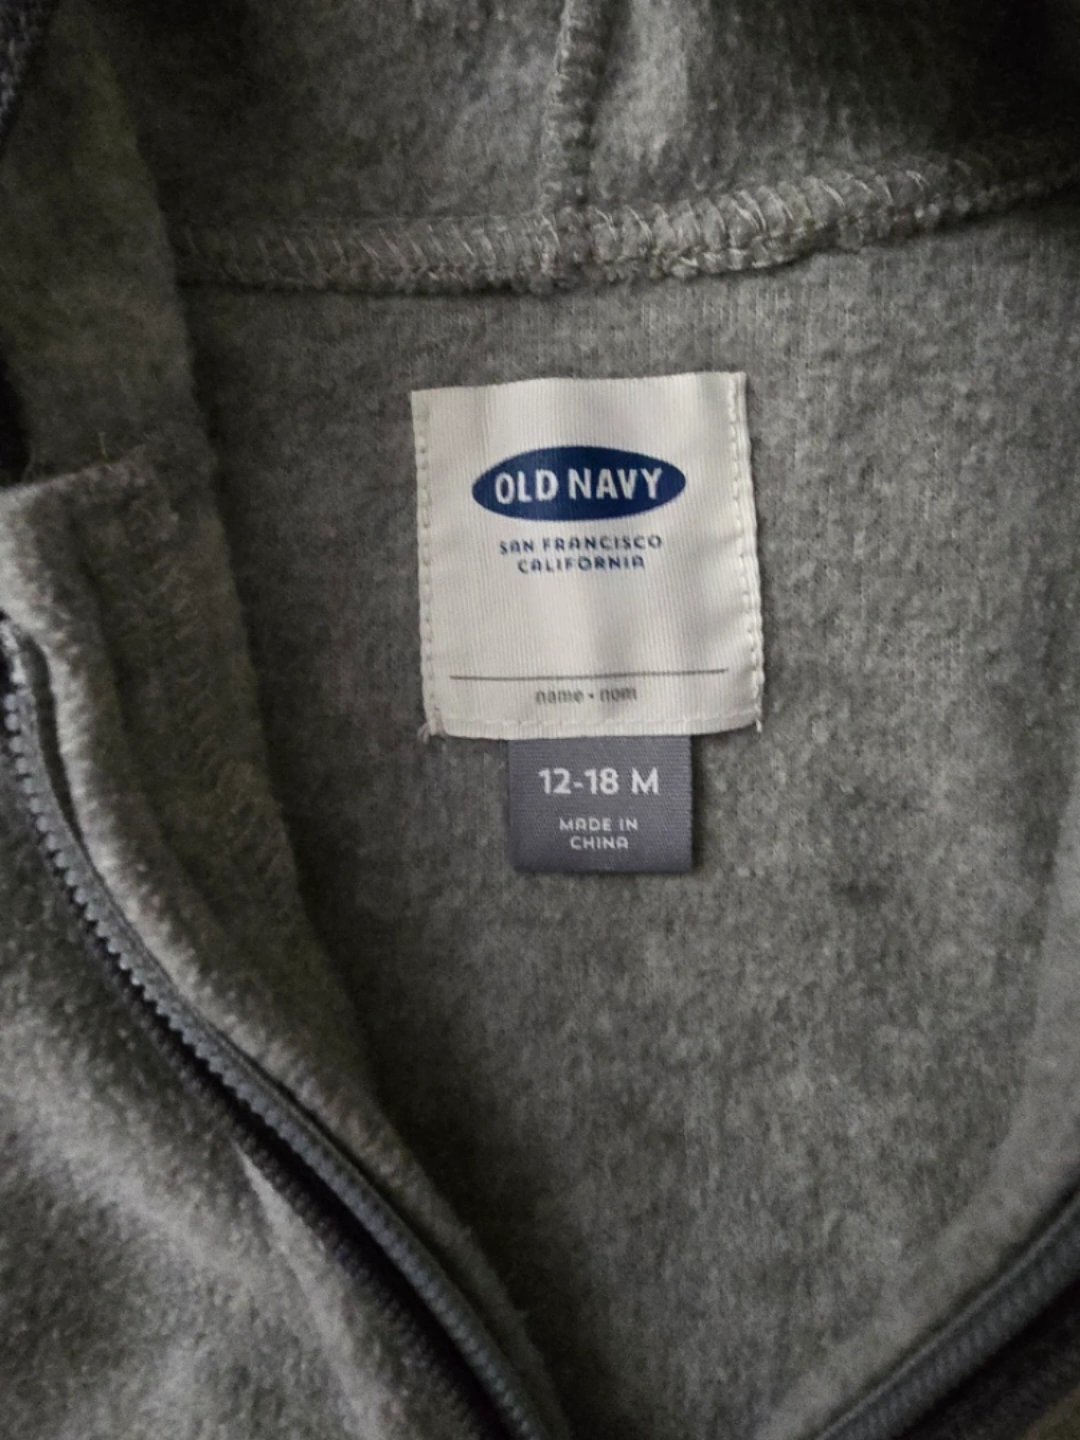 OLD NAVY
SAN FRANCISCO
CALIFORNIA
name • nom
12-18 M
MADE IN
CHINA